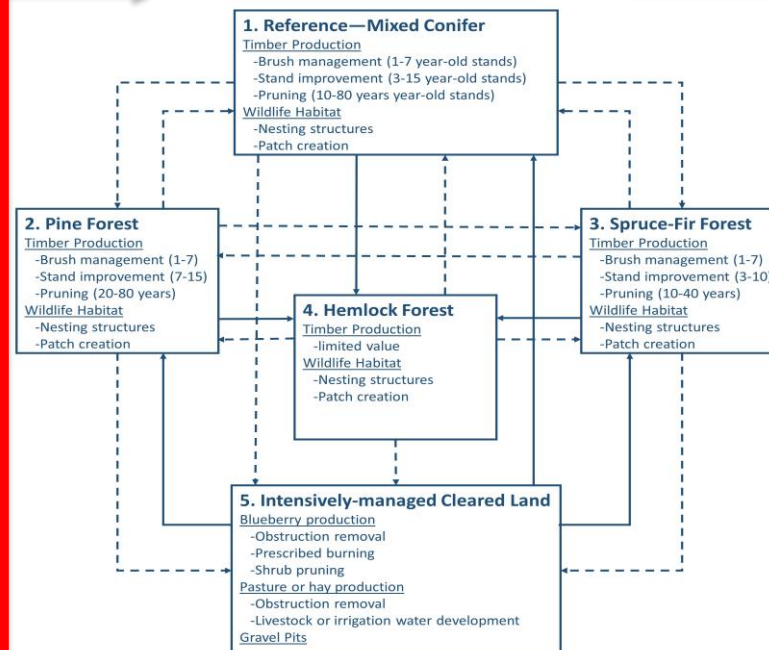 1. Reference—Mixed Conifer
Timber Production
-Brush management (1-7 year-old stands)
-Stand improvement (3-15 year-old stands)
-Pruning (10-80 years year-old stands)
Wildlife Habitat
-Nesting structures
-Patch creation
2. Pine Forest
Timber Production
-Brush management (1-7)
-Stand improvement (7-15)
-Pruning (20-80 years)
Wildlife Habitat
-Nesting structures
-Patch creation
3. Spruce-Fir Forest
Timber Production
-Brush management (1-7)
-Stand improvement (3-10)
-Pruning (10-40 years)
Wildlife Habitat
-Nesting structures
-Patch creation
4. Hemlock Forest
Timber Production
-limited value
Wildlife Habitat
-Nesting structures
-Patch creation
5. Intensively-managed Cleared Land
Blueberry production
-Obstruction removal
-Prescribed burning
-Shrub pruning
Pasture or hay production
-Obstruction removal
-Livestock or irrigation water development
Gravel Pits